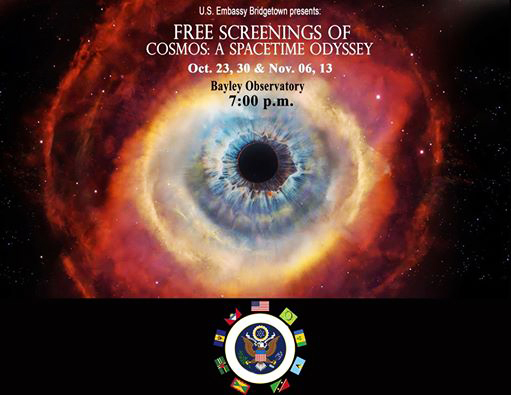 U.S. Embassy Bridgetown presents:
FREE SCREENINGS OF
COSMOS: A SPACETIME ODYSSEY
Oct. 23, 30 & Nov. 06, 13
Bayley Observatory
7:00 p.m.